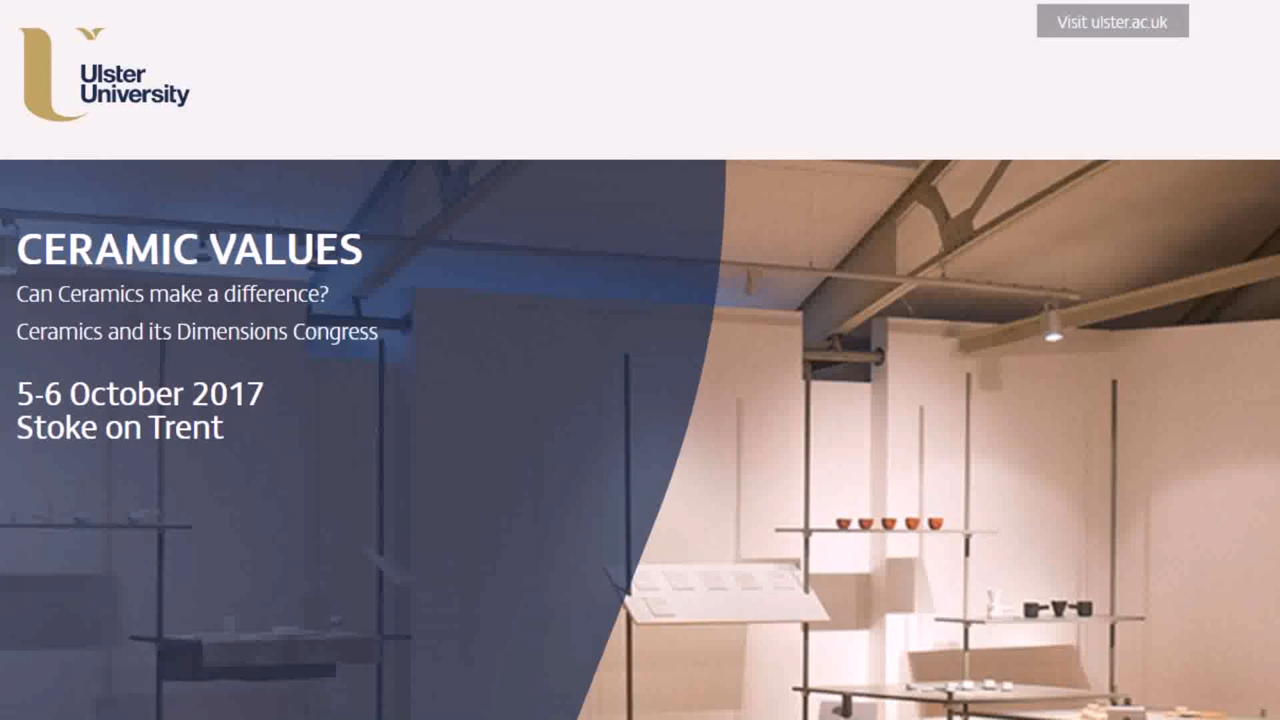 Visit ulster.ac.uk
Ulster
University
CERAMIC VALUES
Can Ceramics make a difference?
Ceramics and its Dimensions Congress
5-6 October 2017
Stoke on Trent